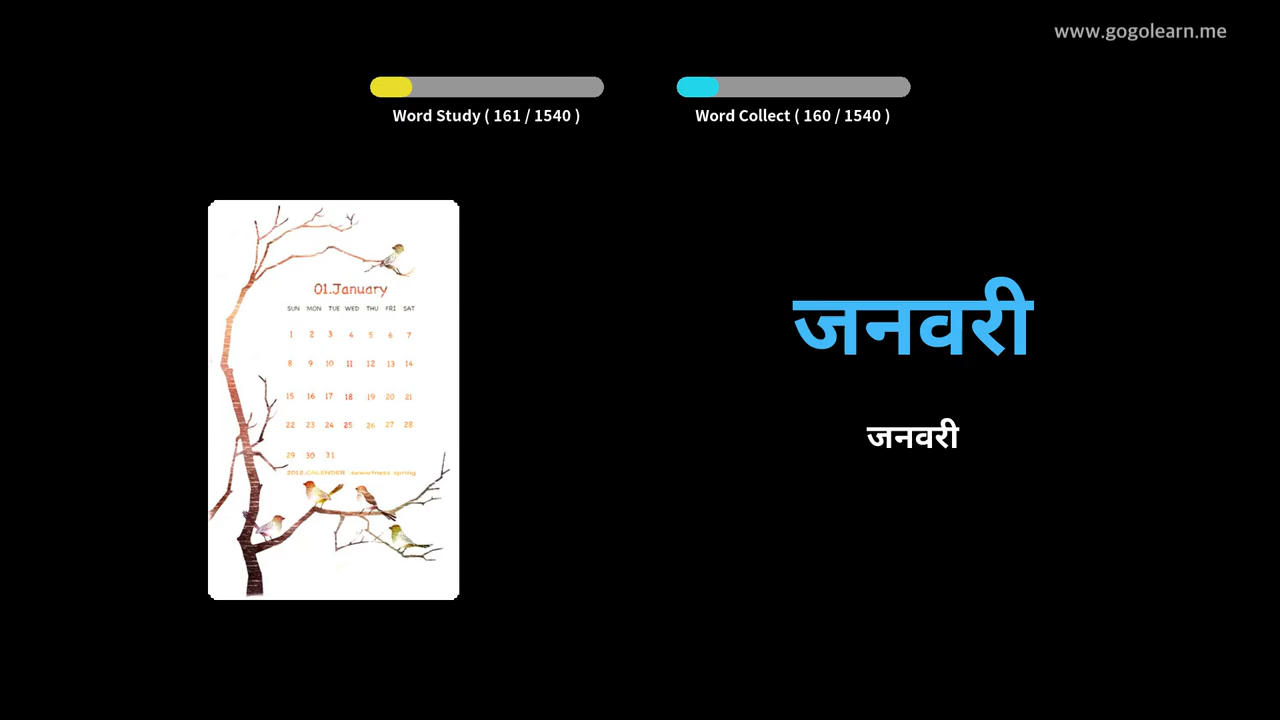 www.gogolearn.me
Word Study ( 161 / 1540 )
Word Collect ( 160 / 1540 )
01.January
SUN MON TUE WED THU FRI SAT
1 2 3 4 5 6 7
8 9 10 11 12 13 14
15 16 17 18 19 20 21
22 23 24 25 26 27 28
29 30 31
2012.CALENDER
जनवरी
जनवरी